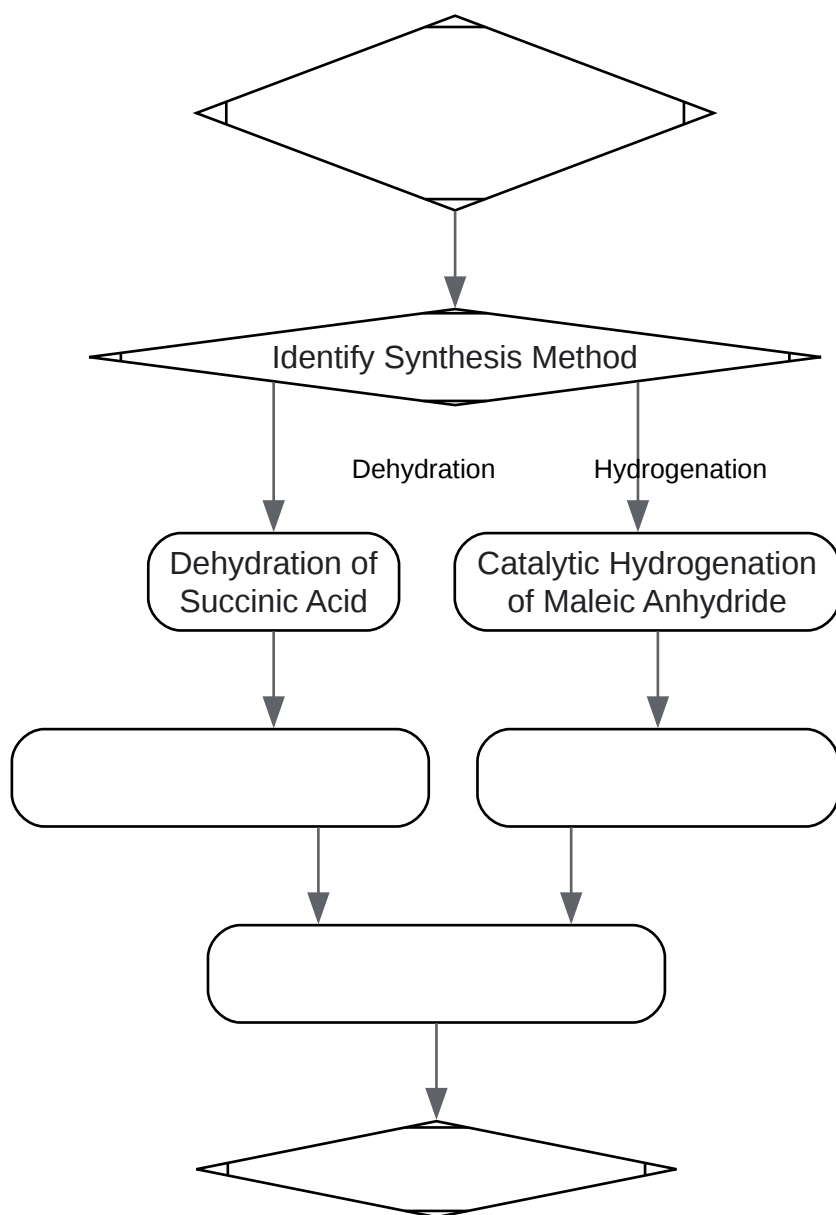 Identify Synthesis Method
Dehydration
Hydrogenation
Dehydration of
Succinic Acid
Catalytic Hydrogenation
of Maleic Anhydride